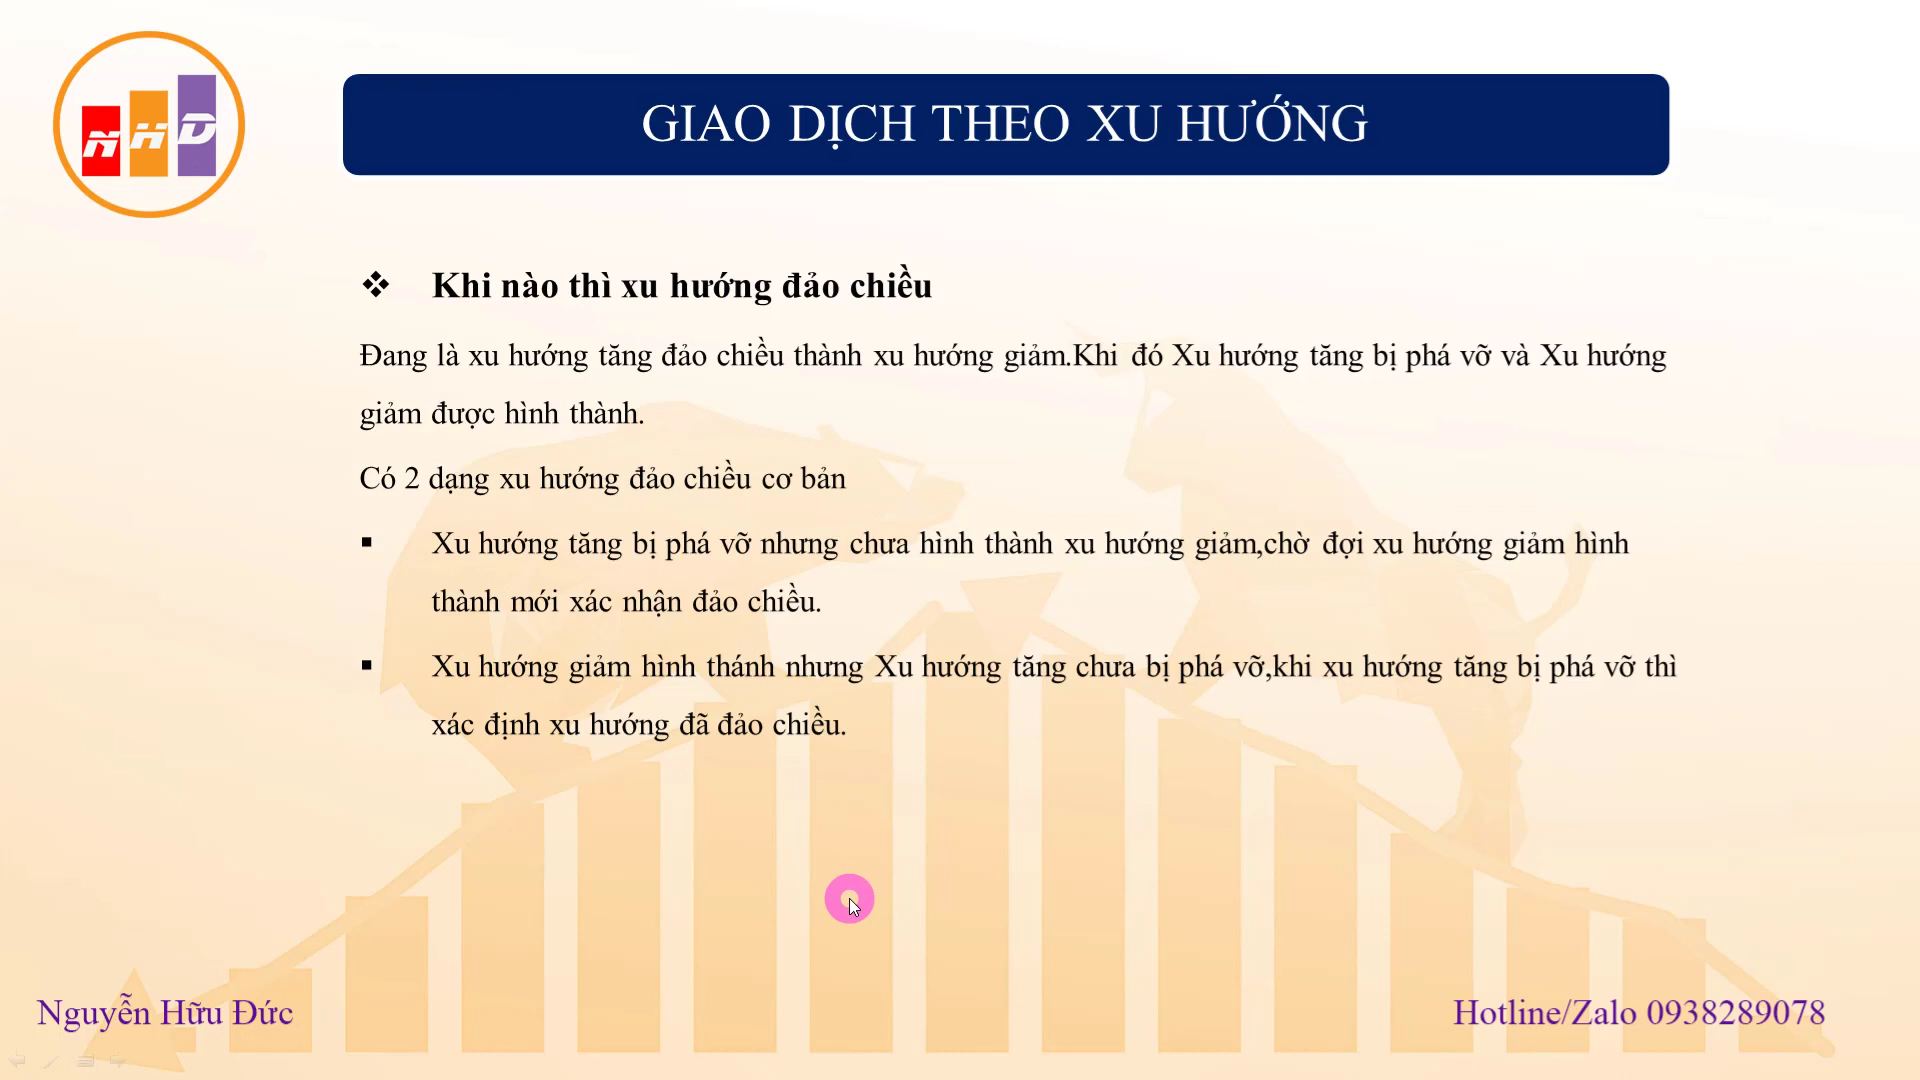 NHD
GIAO DỊCH THEO XU HƯỚNG
Khi nào thì xu hướng đảo chiều
Đang là xu hướng tăng đảo chiều thành xu hướng giảm.Khi đó Xu hướng tăng bị phá vỡ và Xu hướng
giảm được hình thành.
Có 2 dạng xu hướng đảo chiều cơ bản
Xu hướng tăng bị phá vỡ nhưng chưa hình thành xu hướng giảm,chờ đợi xu hướng giảm hình
thành mới xác nhận đảo chiều.
Xu hướng giảm hình thánh nhưng Xu hướng tăng chưa bị phá vỡ,khi xu hướng tăng bị phá vỡ thì
xác định xu hướng đã đảo chiều.
Nguyễn Hữu Đức
Hotline/Zalo 0938289078